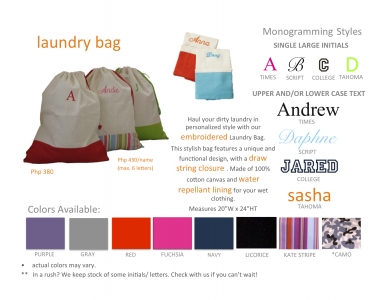 laundry bag
Anna
A
Andie
Php 380
Php 430/name
(max. 6 letters)
Haul your dirty laundry in
personalized style with our
embroidered Laundry Bag.
This stylish bag features a unique and
functional design, with a draw
string closure . Made of 100%
cotton canvas and water
repellant lining for your wet
clothing.
Measures 20"W x 24"HT
Monogramming Styles
SINGLE LARGE INITIALS
A B C D
TIMES SCRIPT COLLEGE TAHOMA
UPPER AND/OR LOWER CASE TEXT
Andrew
TIMES
Daphne
SCRIPT
JARED
COLLEGE
sasha
TAHOMA
Colors Available:
PURPLE GRAY RED FUCHSIA NAVY LICORICE KATE STRIPE *CAMO
• actual colors may vary.
** In a rush? We keep stock of some initials/ letters. Check with us if you can't wait!